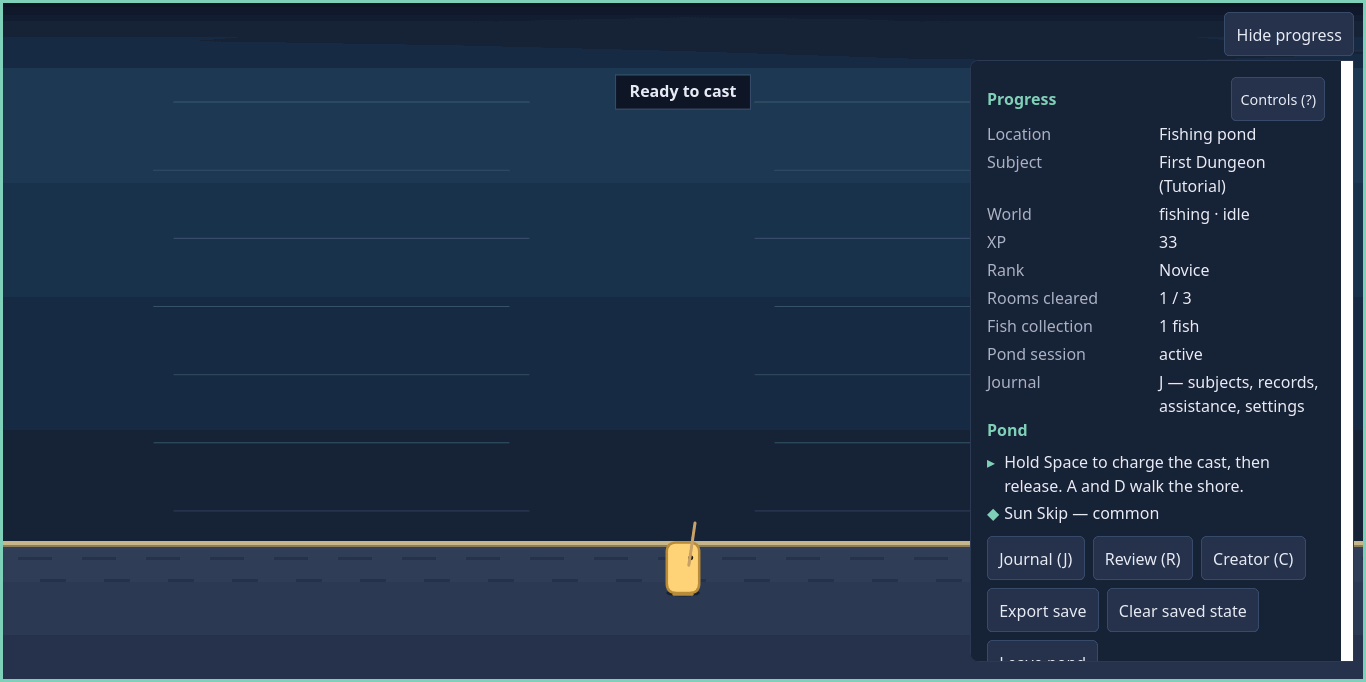 Hide progress
Ready to cast
Progress
Controls (?)
Location Fishing pond
Subject First Dungeon
(Tutorial)
World fishing · idle
XP 33
Rank Novice
Rooms cleared 1 / 3
Fish collection 1 fish
Pond session active
Journal J — subjects, records,
assistance, settings
Pond
▸ Hold Space to charge the cast, then
release. A and D walk the shore.
◆ Sun Skip — common
Journal (J) Review (R) Creator (C)
Export save Clear saved state
Leave pond